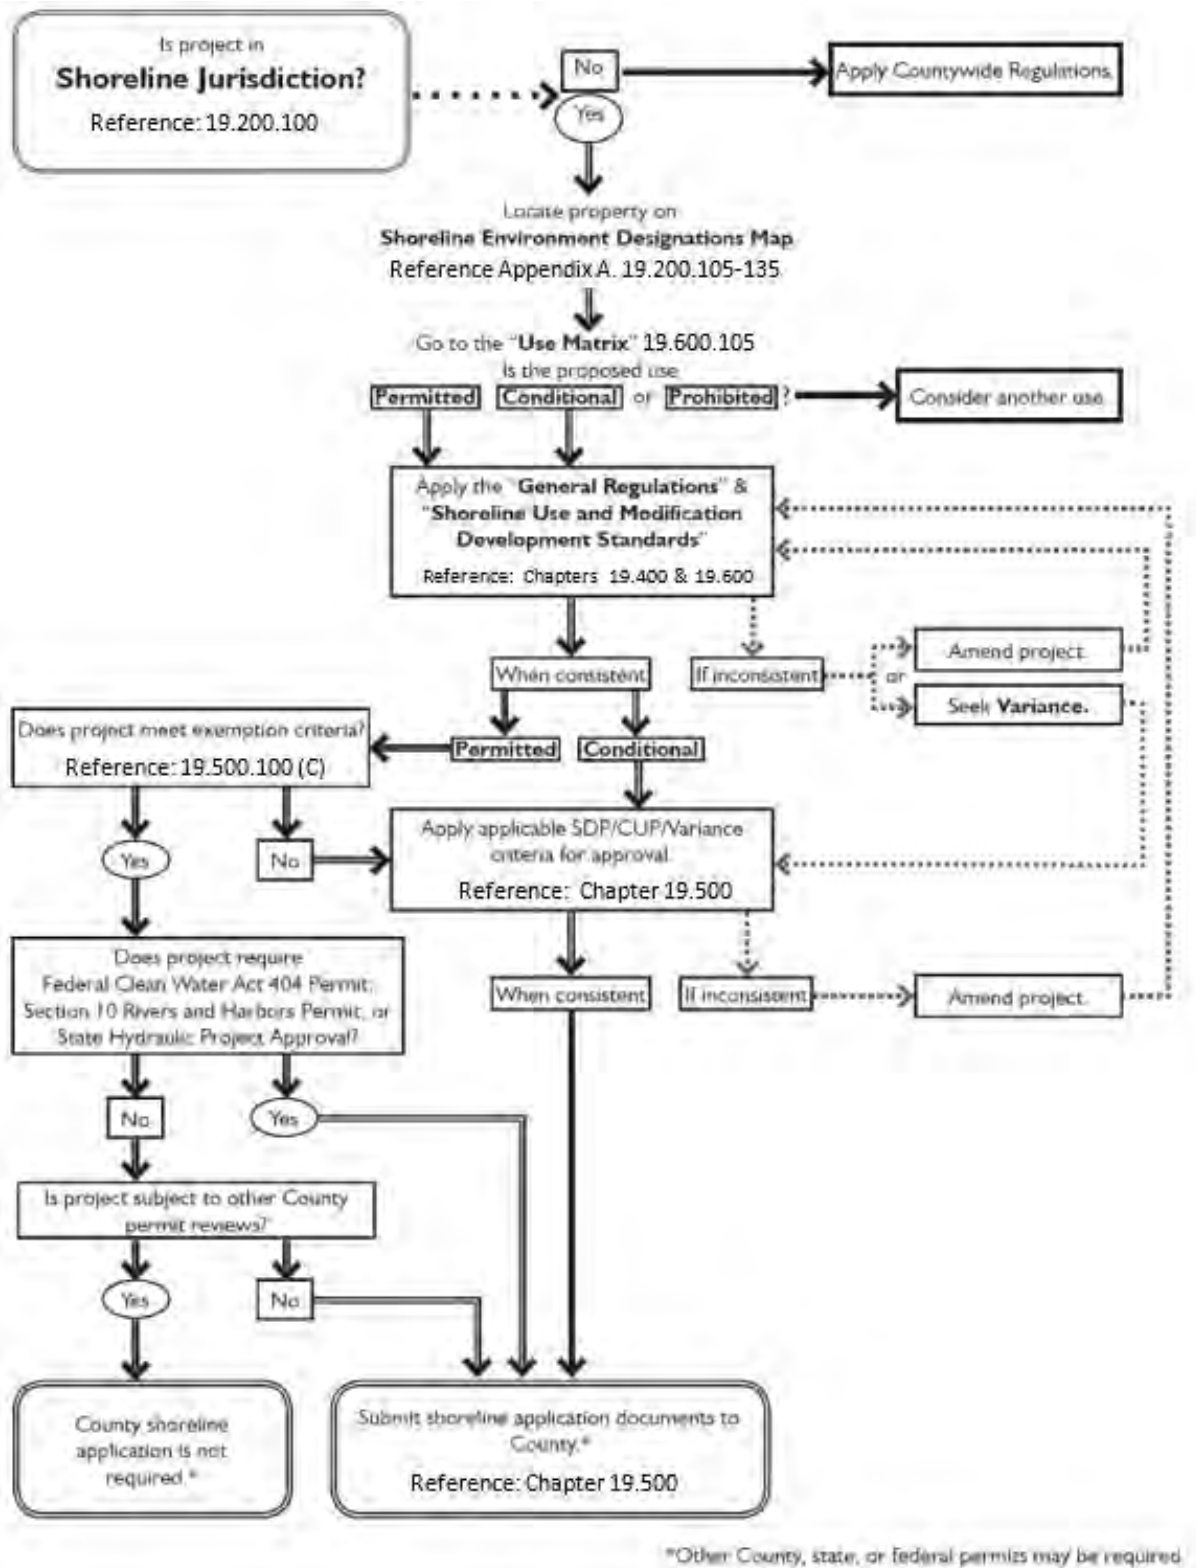 Is project in
Shoreline Jurisdiction?
Reference: 19.200.100
No
Yes
Apply Countywide Regulations.
Locate property on
Shoreline Environment Designations Map
Reference Appendix A. 19.200.105-135
Go to the "Use Matrix" 19.600.105
Is the proposed use
Permitted Conditional or Prohibited ?
Consider another use
Apply the "General Regulations" &
"Shoreline Use and Modification
Development Standards"
Reference: Chapters 19.400 & 19.600
When consistent
If inconsistent
Amend project.
or
Seek Variance.
Permitted
Conditional
Does project meet exemption criteria?
Reference: 19.500.100 (C)
Yes
No
Apply applicable SDP/CUP/Variance
criteria for approval.
Reference: Chapter 19.500
Does project require
Federal Clean Water Act 404 Permit,
Section 10 Rivers and Harbors Permit, or
State Hydraulic Project Approval?
When consistent
If inconsistent
Amend project.
No
Yes
Is project subject to other County
permit reviews?
Yes
No
County shoreline
application is not
required.*
Submit shoreline application documents to
County.*
Reference: Chapter 19.500
*Other County, state, or federal permits may be required